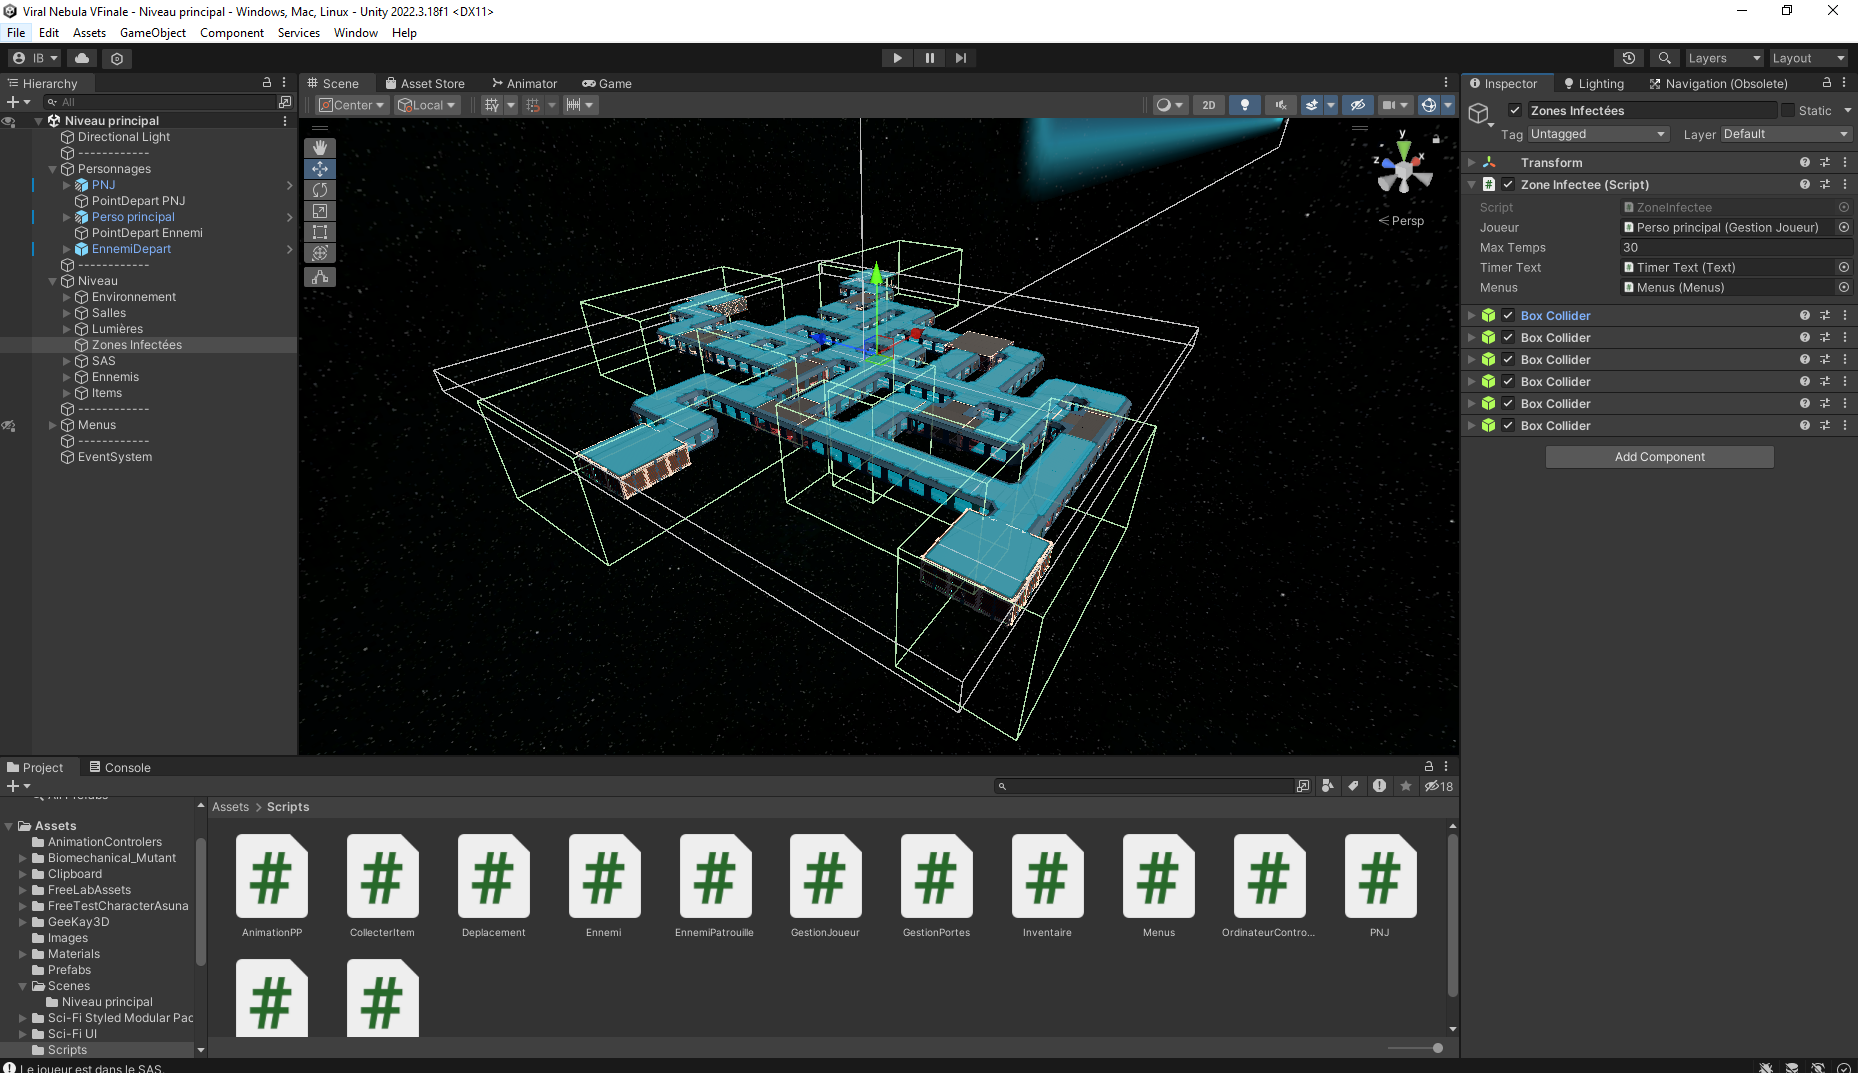 Viral Nebula VFinale - Niveau principal - Windows, Mac, Linux - Unity 2022.3.18f1 <DX11>
File Edit Assets GameObject Component Services Window Help
IB
Layers
Layout
Hierarchy
All
Niveau principal
Directional Light
------------
Personnages
PNJ
PointDepart PNJ
Perso principal
PointDepart Ennemi
EnnemiDepart
------------
Niveau
Environnement
Salles
Lumières
Zones Infectées
SAS
Ennemis
Items
------------
Menus
------------
EventSystem
Scene
Asset Store
Animator
Game
Center
Local
2D
y
x
z
Persp
Inspector
Lighting
Navigation (Obsolete)
Zones Infectées
Static
Tag Untagged
Layer Default
Transform
Zone Infectee (Script)
Script ZoneInfectee
Joueur Perso principal (Gestion Joueur)
Max Temps 30
Timer Text Timer Text (Text)
Menus Menus (Menus)
Box Collider
Box Collider
Box Collider
Box Collider
Box Collider
Box Collider
Add Component
Project
Console
18
All Prefabs
Assets
AnimationControlers
Biomechanical_Mutant
Clipboard
FreeLabAssets
FreeTestCharacterAsuna
GeeKay3D
Images
Materials
Prefabs
Scenes
Niveau principal
Sci-Fi Styled Modular Pac
Sci-Fi UI
Scripts
Assets > Scripts
AnimationPP
CollecterItem
Deplacement
Ennemi
EnnemiPatrouille
GestionJoueur
GestionPortes
Inventaire
Menus
OrdinateurContro...
PNJ
Le joueur est dans le SAS.